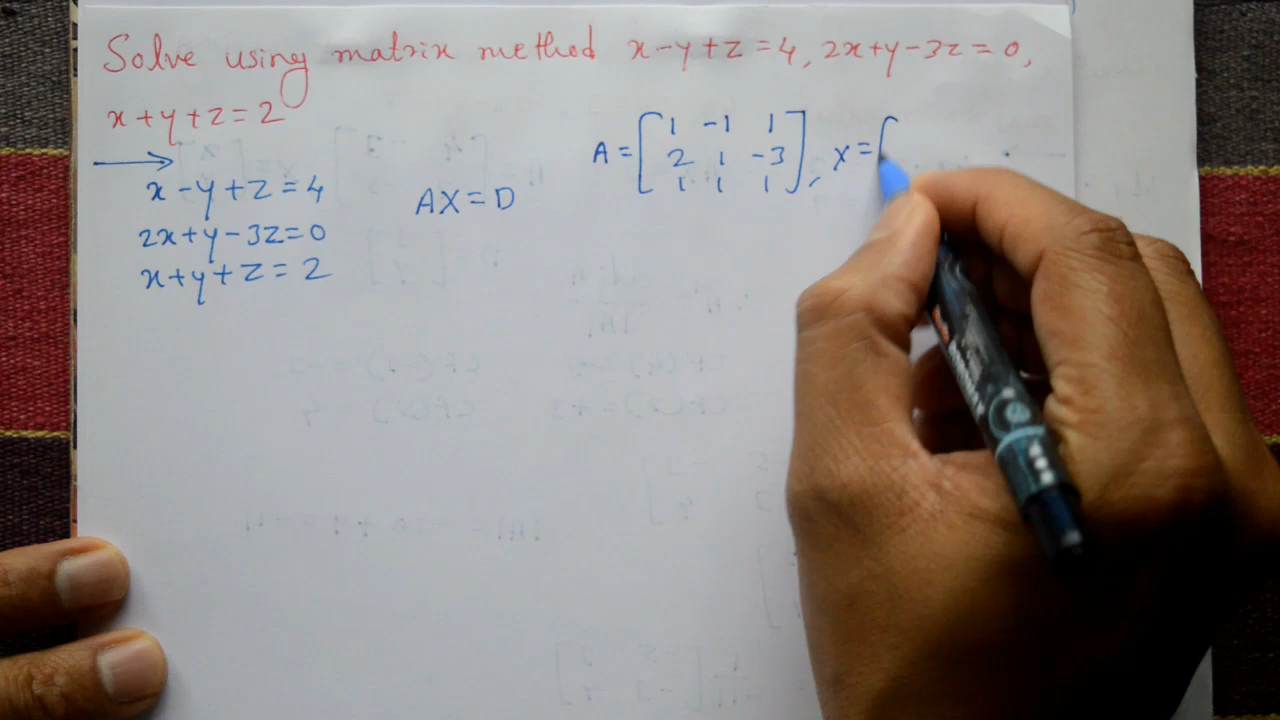 Solve using matrix method x-y+z=4, 2x+y-3z=0,
x+y+z=2
x-y+z=4
2x+y-3z=0
x+y+z=2
AX=D
A=[1 -1 1
2 1 -3
1 1 1], X=[